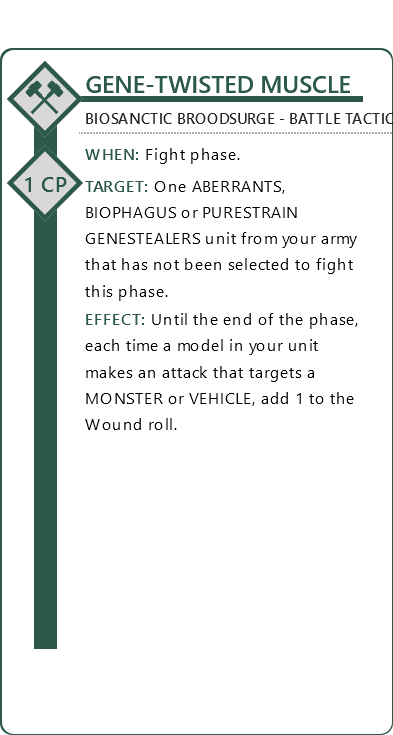 GENE-TWISTED MUSCLE
BIOSANCTIC BROODSURGE - BATTLE TACTIC
1 CP
WHEN: Fight phase.
TARGET: One ABERRANTS,
BIOPHAGUS or PURESTRAIN
GENESTEALERS unit from your army
that has not been selected to fight
this phase.
EFFECT: Until the end of the phase,
each time a model in your unit
makes an attack that targets a
MONSTER or VEHICLE, add 1 to the
Wound roll.